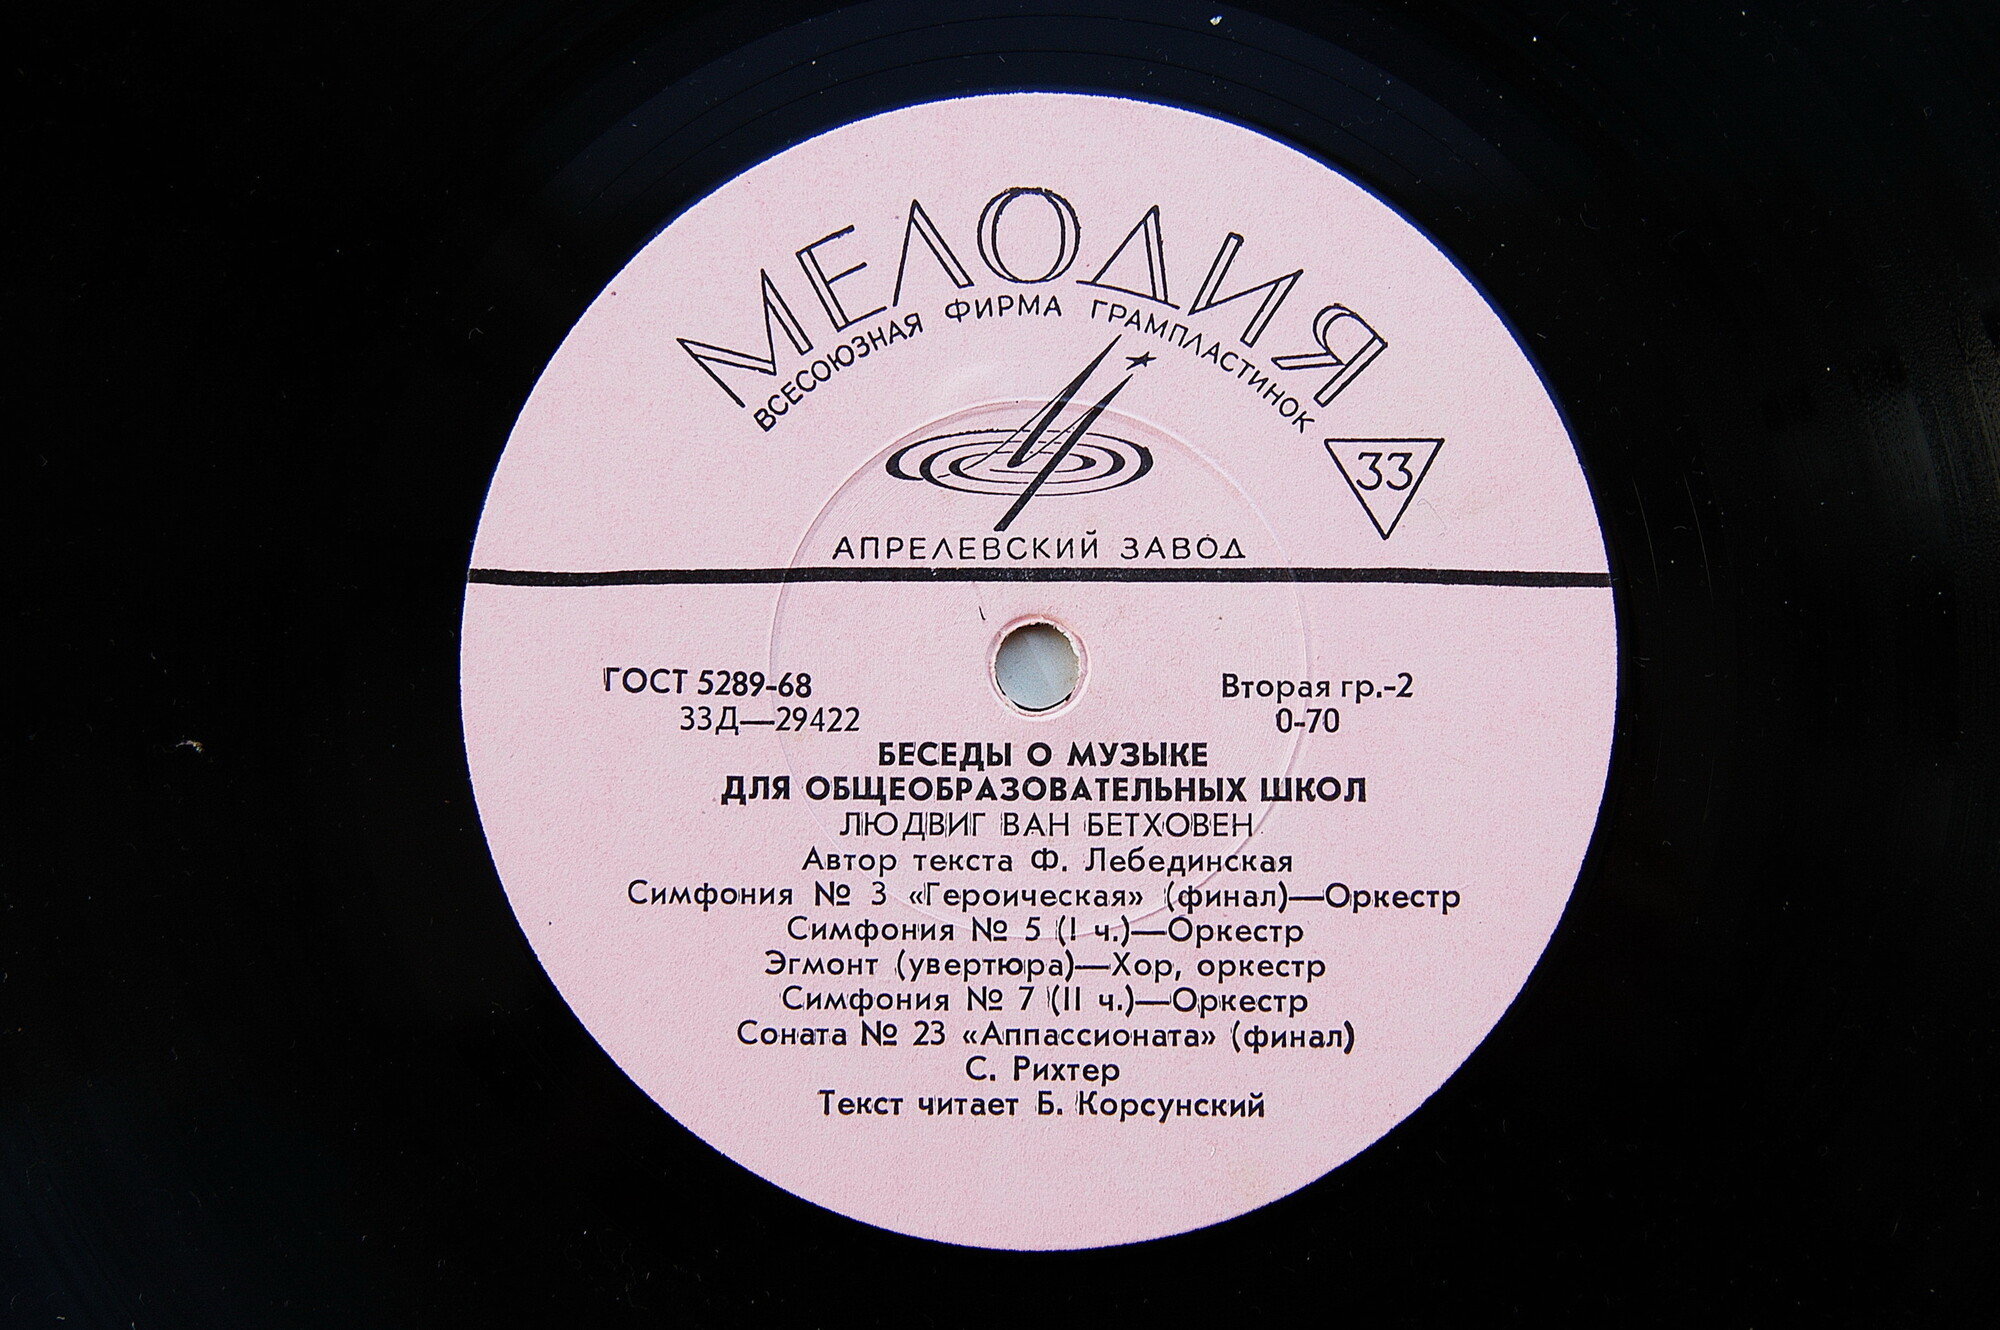 МЕЛОДИЯ
ВСЕСОЮЗНАЯ ФИРМА ГРАМПЛАСТИНОК
33
АПРЕЛЕВСКИЙ ЗАВОД
ГОСТ 5289-68
Вторая гр.-2
33Д—29422
0-70
БЕСЕДЫ О МУЗЫКЕ
ДЛЯ ОБЩЕОБРАЗОВАТЕЛЬНЫХ ШКОЛ
ЛЮДВИГ ВАН БЕТХОВЕН
Автор текста Ф. Лебединская
Симфония № 3 «Героическая» (финал)—Оркестр
Симфония № 5 (I ч.)—Оркестр
Эгмонт (увертюра)—Хор, оркестр
Симфония № 7 (II ч.)—Оркестр
Соната № 23 «Аппассионата» (финал)
С. Рихтер
Текст читает Б. Корсунский